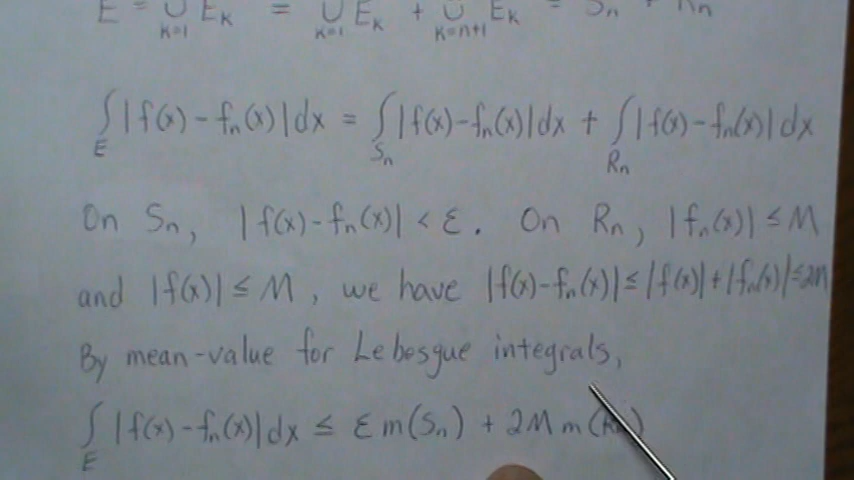 E = ∪ E_k = ∪ E_k + ∪ E_k = S_n + R_n
k=1 k=1 k=n+1
∫_E |f(x) - f_n(x)| dx = ∫_{S_n} |f(x) - f_n(x)| dx + ∫_{R_n} |f(x) - f_n(x)| dx
On S_n, |f(x) - f_n(x)| < ε. On R_n, |f_n(x)| ≤ M
and |f(x)| ≤ M, we have |f(x) - f_n(x)| ≤ |f(x)| + |f_n(x)| ≤ 2M
By mean-value for Lebesgue integrals,
∫_E |f(x) - f_n(x)| dx ≤ ε m(S_n) + 2M m(